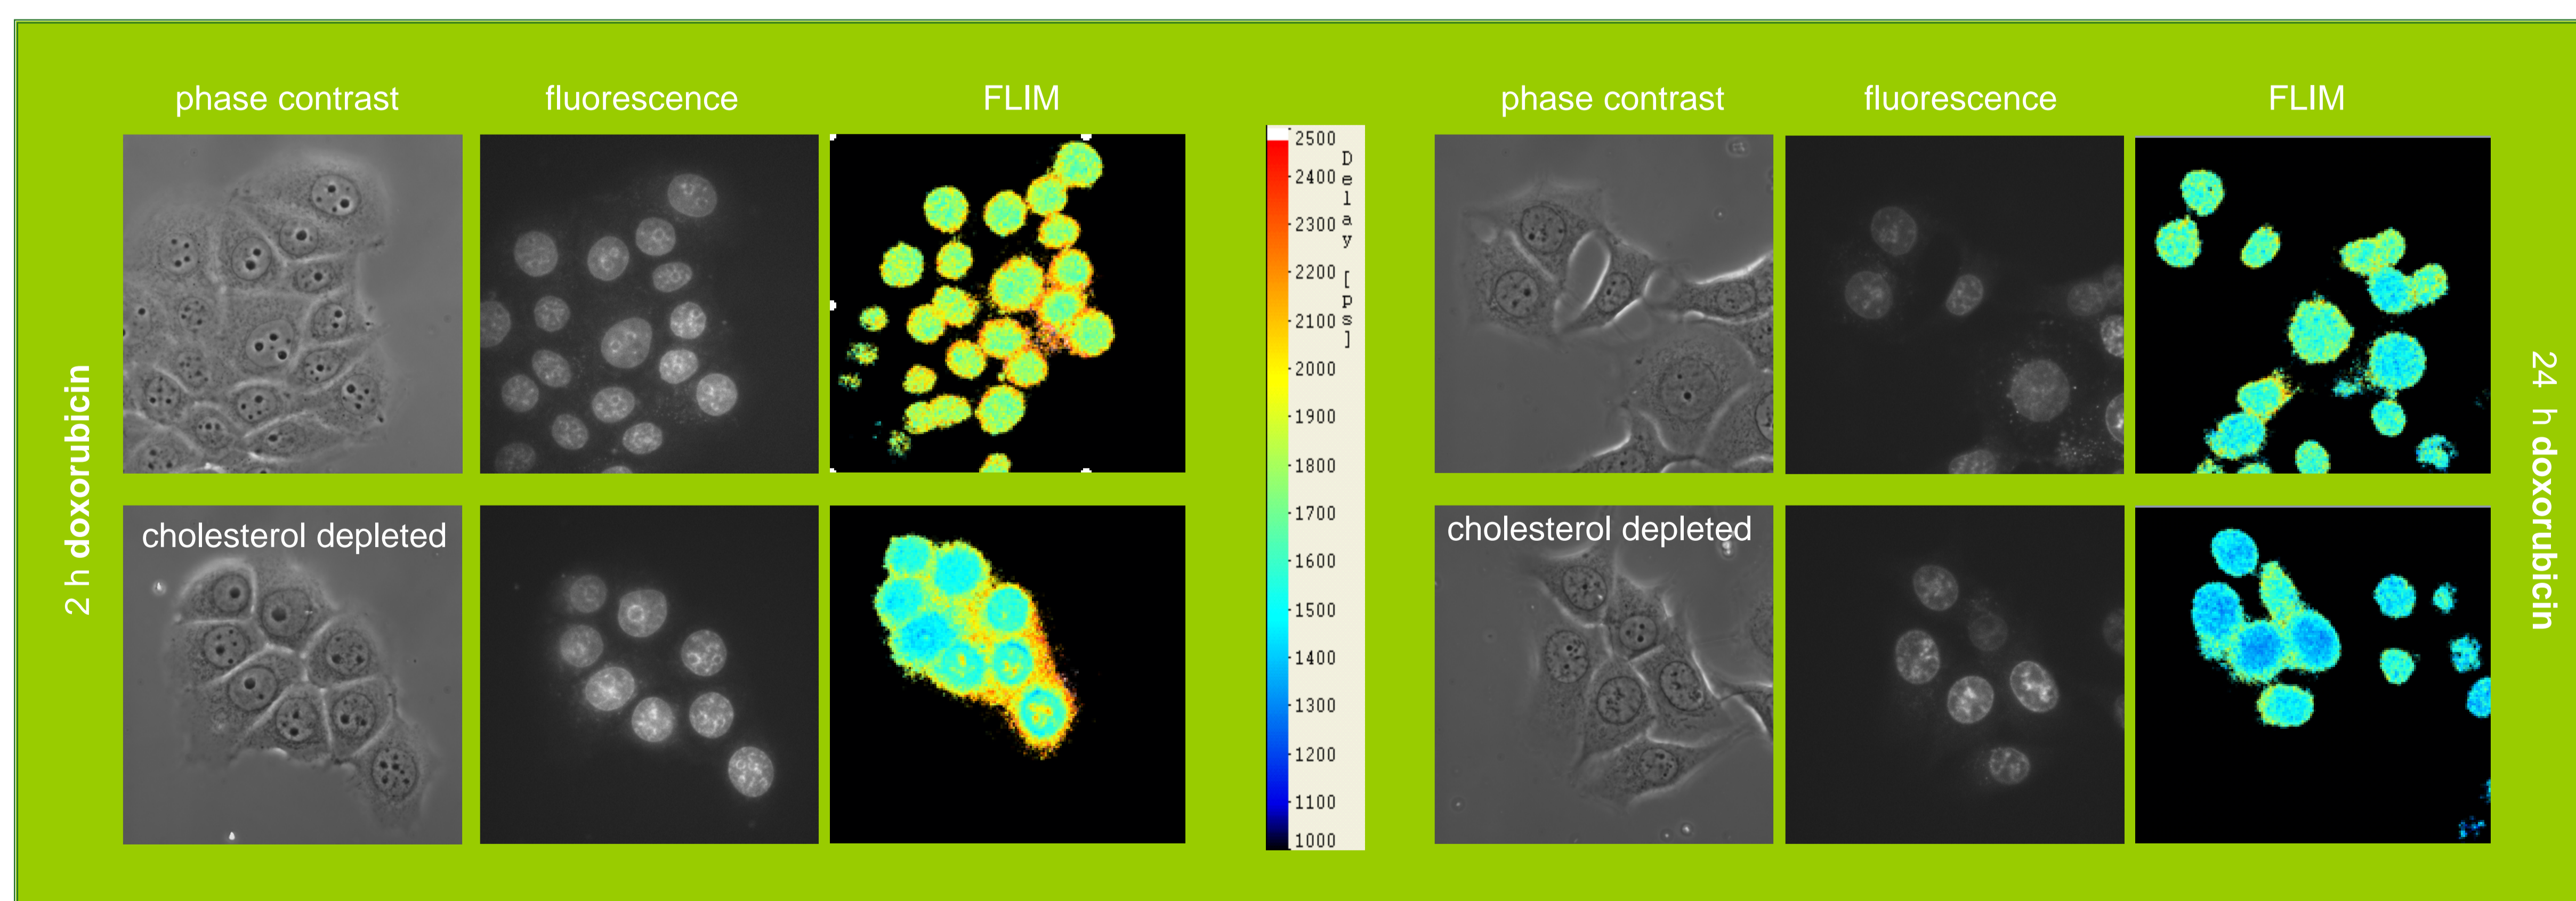 phase contrast
fluorescence
FLIM
phase contrast
fluorescence
FLIM
2 h doxorubicin
cholesterol depleted
2500
2400
2300
2200
2100
2000
1900
1800
1700
1600
1500
1400
1300
1200
1100
1000
Delay [ps]
cholesterol depleted
24 h doxorubicin